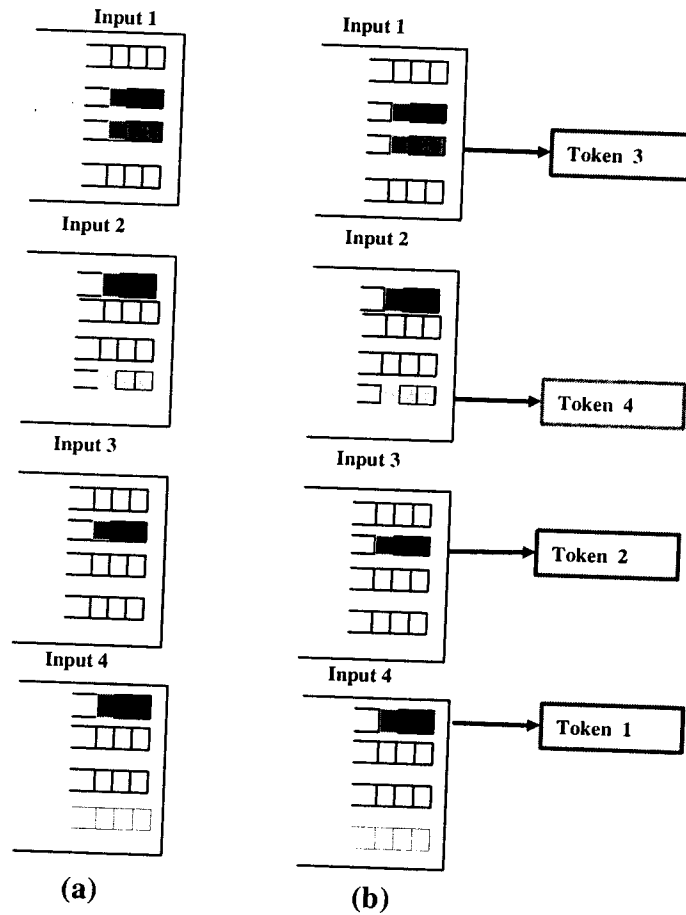 Input 1
Input 1
Token 3
Input 2
Input 2
Token 4
Input 3
Input 3
Token 2
Input 4
Input 4
Token 1
(a)
(b)